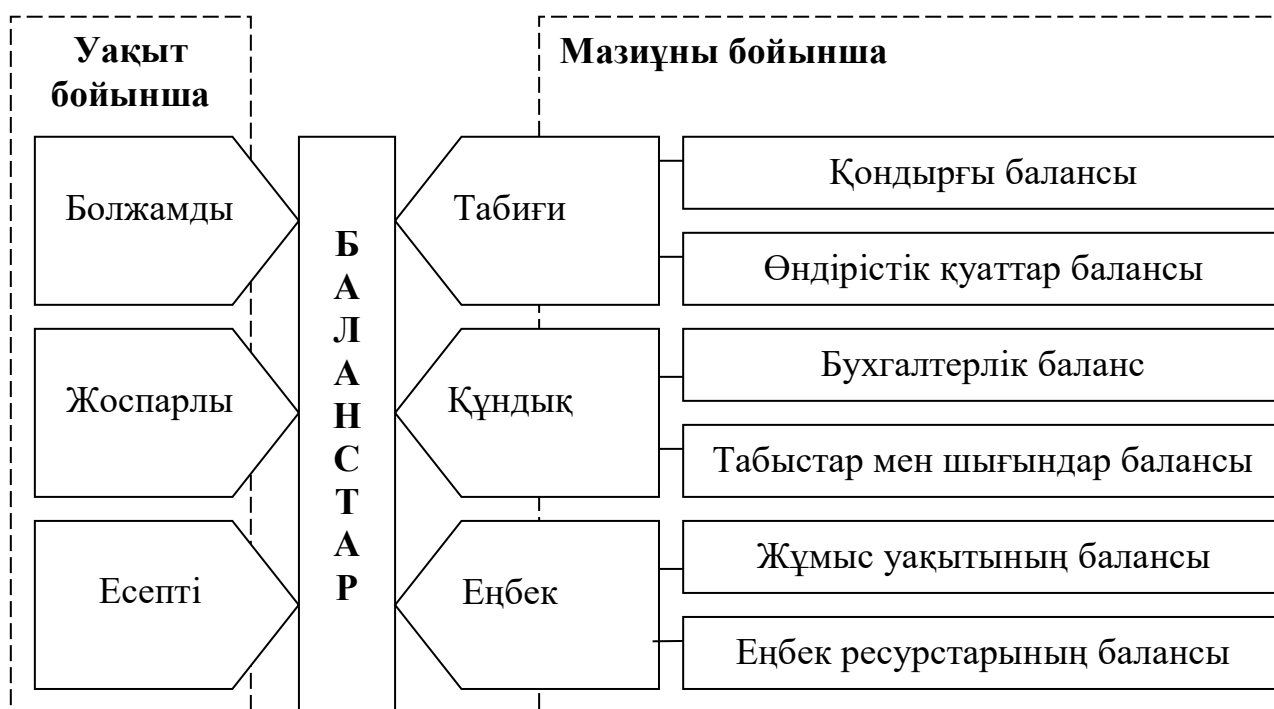 Уақыт
бойынша
Мазиұны бойынша
Болжамды
Жоспарлы
Есепті
БАЛАНСТАР
Табиғи
Қондырғы балансы
Өндірістік қуаттар балансы
Құндық
Бухгалтерлік баланс
Табыстар мен шығындар балансы
Еңбек
Жұмыс уақытының балансы
Еңбек ресурстарының балансы